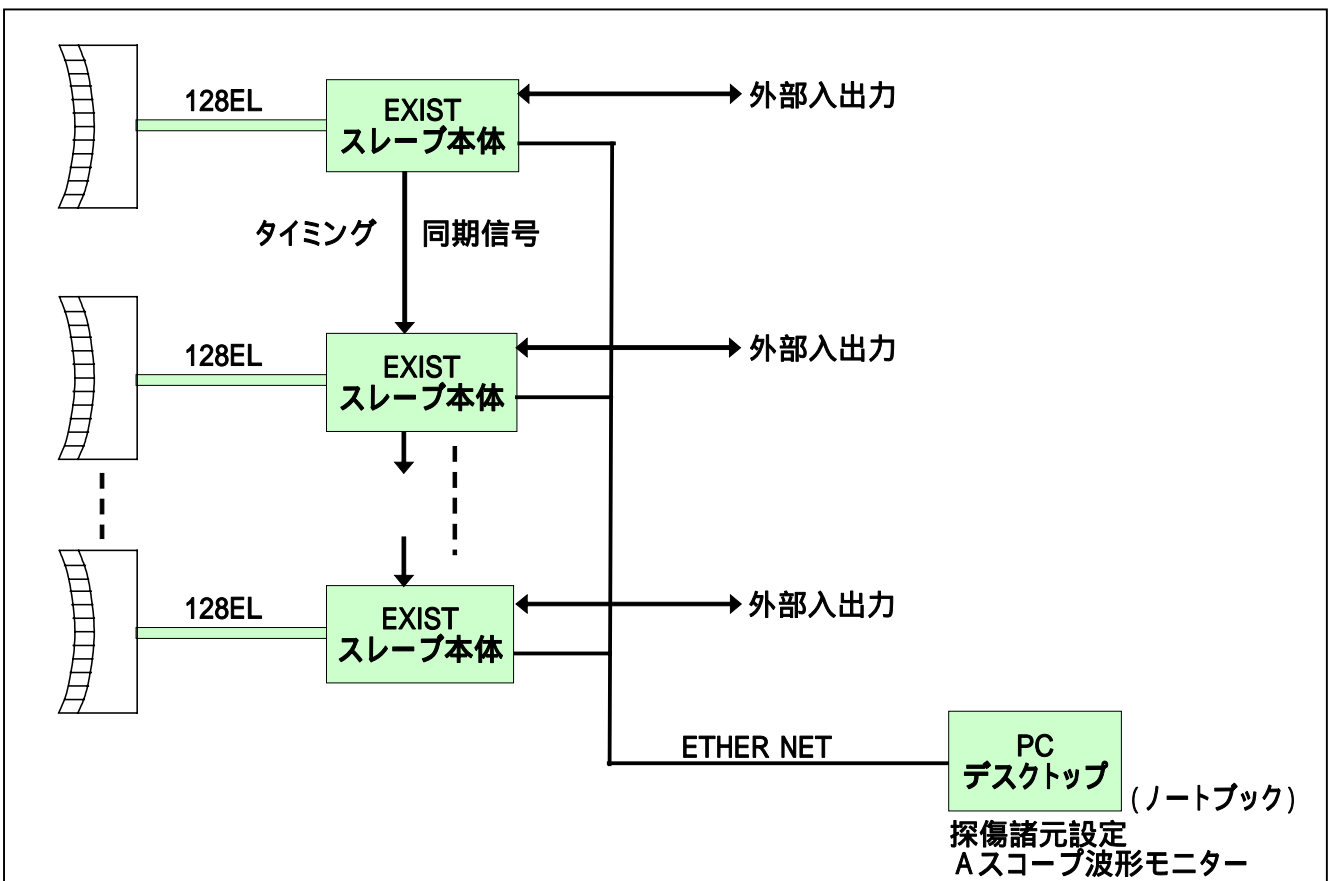 128EL
EXIST
スレーブ本体
外部入出力
タイミング 同期信号
128EL
EXIST
スレーブ本体
外部入出力
128EL
EXIST
スレーブ本体
外部入出力
ETHER NET
PC
デスクトップ
(ノートブック)
探傷諸元設定
Aスコープ波形モニター